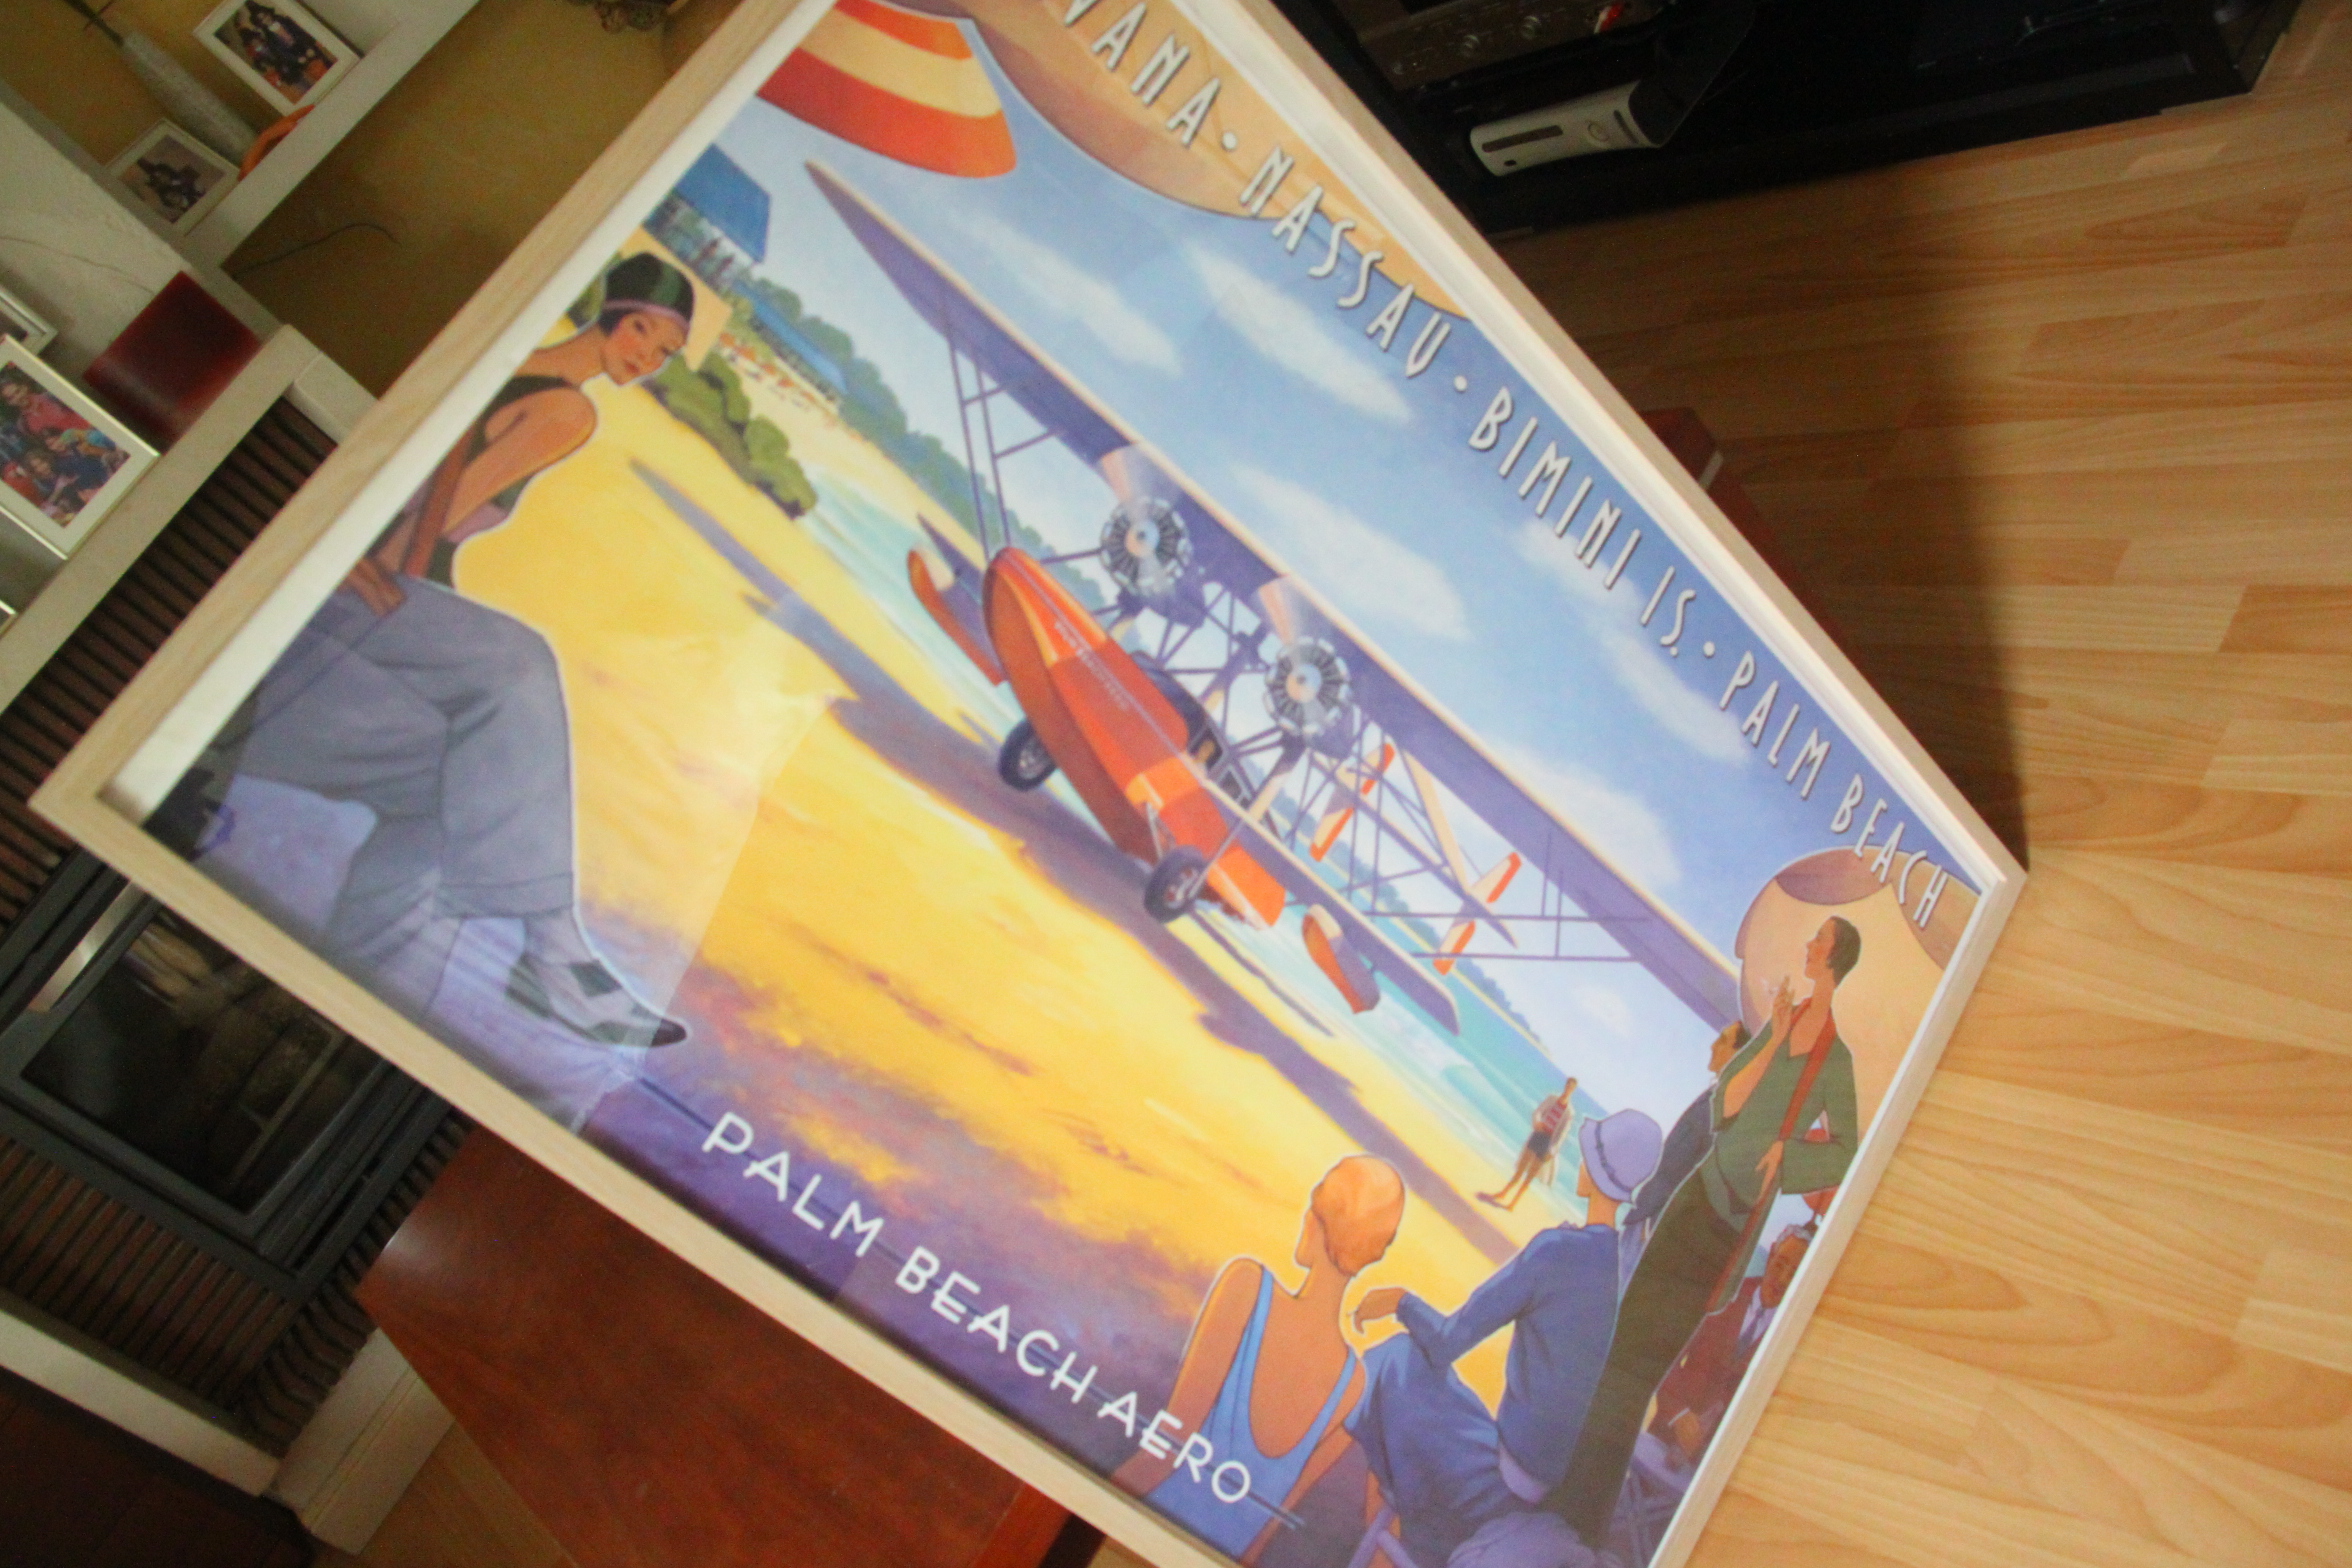 VANA • NASSAU • BIMINI IS. • PALM BEACH
PALM BEACH AERO